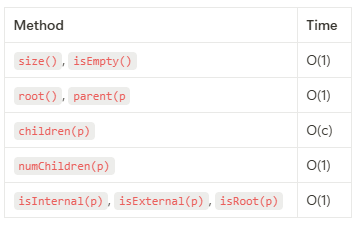 Method Time
size(), isEmpty() O(1)
root(), parent(p O(1)
children(p) O(c)
numChildren(p) O(1)
isInternal(p), isExternal(p), isRoot(p) O(1)